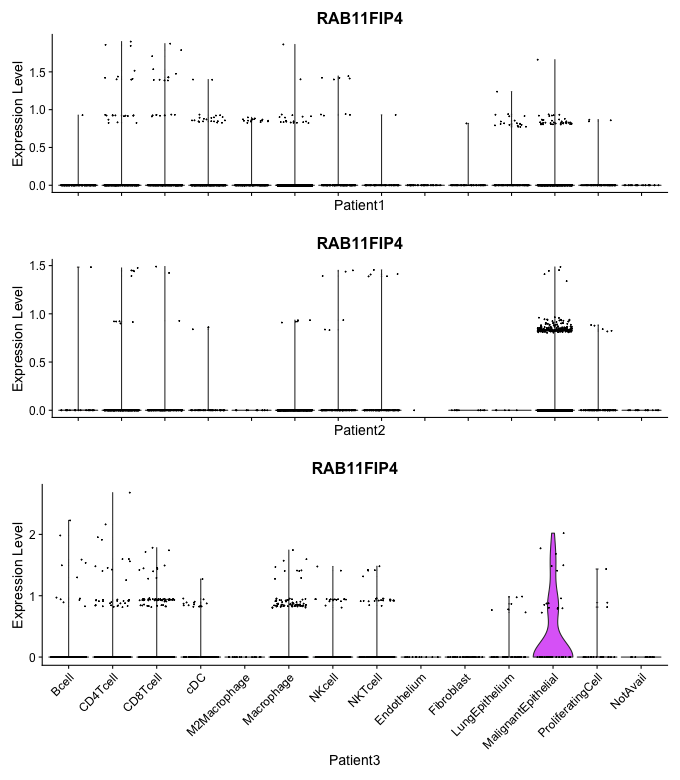 RAB11FIP4
Expression Level
1.5
1.0
0.5
0.0
Patient1
RAB11FIP4
Expression Level
1.5
1.0
0.5
0.0
Patient2
RAB11FIP4
Expression Level
2
1
0
Bcell
CD4Tcell
CD8Tcell
cDC
M2Macrophage
Macrophage
NKcell
NKTcell
Endothelium
Fibroblast
LungEpithelium
MalignantEpithelial
ProliferatingCell
NotAvail
Patient3